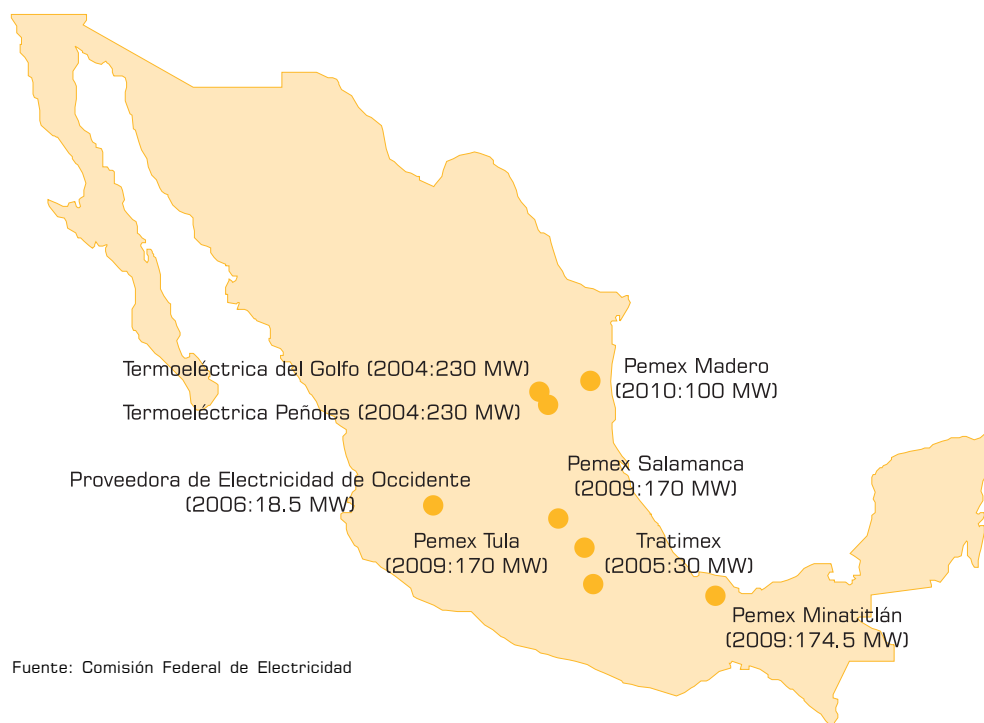 Termoeléctrica del Golfo (2004:230 MW)
Termoeléctrica Peñoles (2004:230 MW)
Pemex Madero
(2010:100 MW)
Proveedora de Electricidad de Occidente
(2006:18.5 MW)
Pemex Salamanca
(2009:170 MW)
Pemex Tula
(2009:170 MW)
Tratimex
(2005:30 MW)
Pemex Minatitlán
(2009:174.5 MW)
Fuente: Comisión Federal de Electricidad